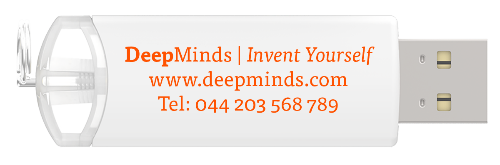 DeepMinds | Invent Yourself
www.deepminds.com
Tel: 044 203 568 789